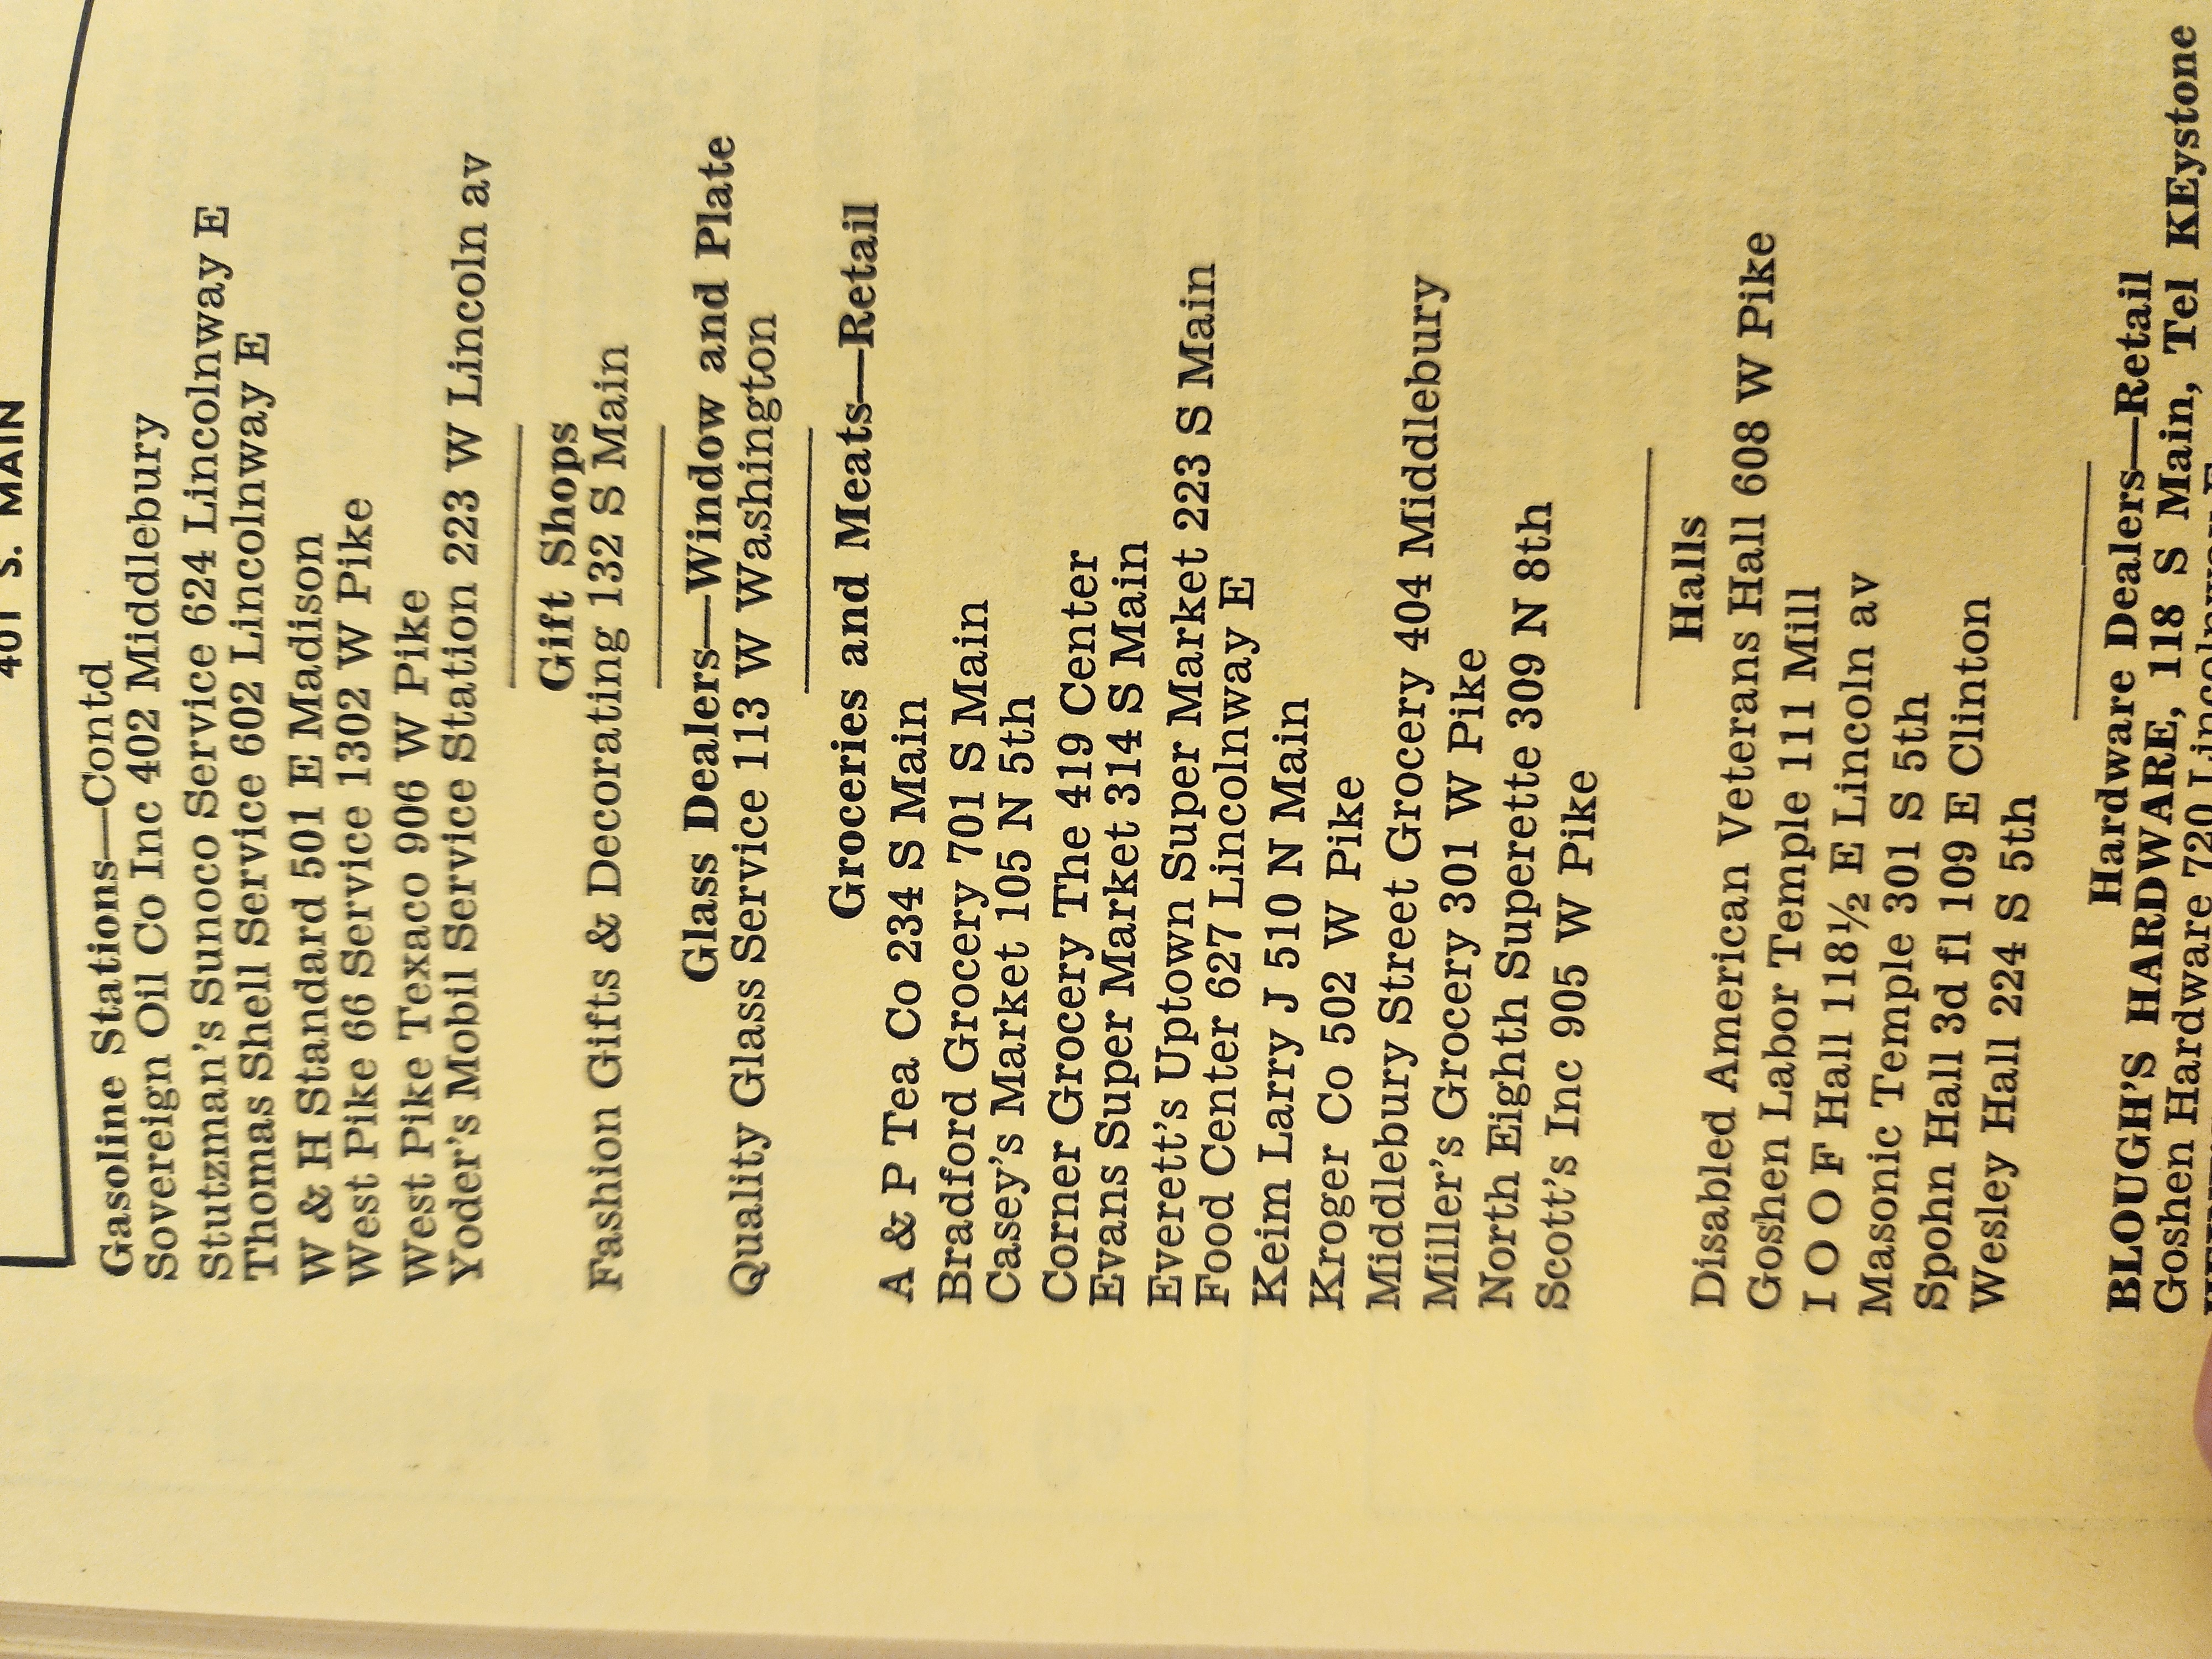 401 S. MAIN
Gasoline Stations—Contd
Sovereign Oil Co Inc 402 Middlebury
Stutzman's Sunoco Service 624 Lincolnway E
Thomas Shell Service 602 Lincolnway E
W & H Standard 501 E Madison
West Pike 66 Service 1302 W Pike
West Pike Texaco 906 W Pike
Yoder's Mobil Service Station 223 W Lincoln av
Gift Shops
Fashion Gifts & Decorating 132 S Main
Glass Dealers—Window and Plate
Quality Glass Service 113 W Washington
Groceries and Meats—Retail
A & P Tea Co 234 S Main
Bradford Grocery 701 S Main
Casey's Market 105 N 5th
Corner Grocery The 419 Center
Evans Super Market 314 S Main
Everett's Uptown Super Market 223 S Main
Food Center 627 Lincolnway E
Keim Larry J 510 N Main
Kroger Co 502 W Pike
Middlebury Street Grocery 404 Middlebury
Miller's Grocery 301 W Pike
North Eighth Superette 309 N 8th
Scott's Inc 905 W Pike
Halls
Disabled American Veterans Hall 608 W Pike
Goshen Labor Temple 111 Mill
I O O F Hall 118½ E Lincoln av
Masonic Temple 301 S 5th
Spohn Hall 3d fl 109 E Clinton
Wesley Hall 224 S 5th
Hardware Dealers—Retail
BLOUGH'S HARDWARE, 118 S Main, Tel KEystone
Goshen Hardware 720 Lincolnway E